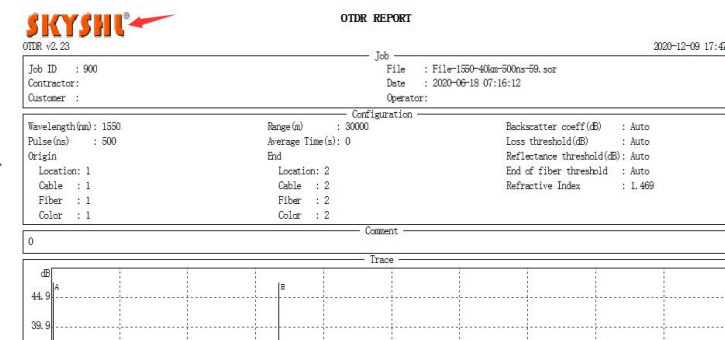 SKYSHL
OTDR REPORT
OTDR v2.23
2020-12-09 17:47
Job
Job ID : 900
File : File-1550-40km-500ns-59.sor
Contractor:
Date : 2020-06-18 07:16:12
Customer :
Operator:
Configuration
Wavelength(nm): 1550
Range(m) : 30000
Backscatter coeff(dB) : Auto
Pulse(ns) : 500
Average Time(s): 0
Loss threshold(dB) : Auto
Origin
End
Reflectance threshold(dB): Auto
Location: 1
Location: 2
End of fiber threshold : Auto
Cable : 1
Cable : 2
Refractive Index : 1.469
Fiber : 1
Fiber : 2
Color : 1
Color : 2
Comment
0
Trace
dB
A
B
44.9
39.9